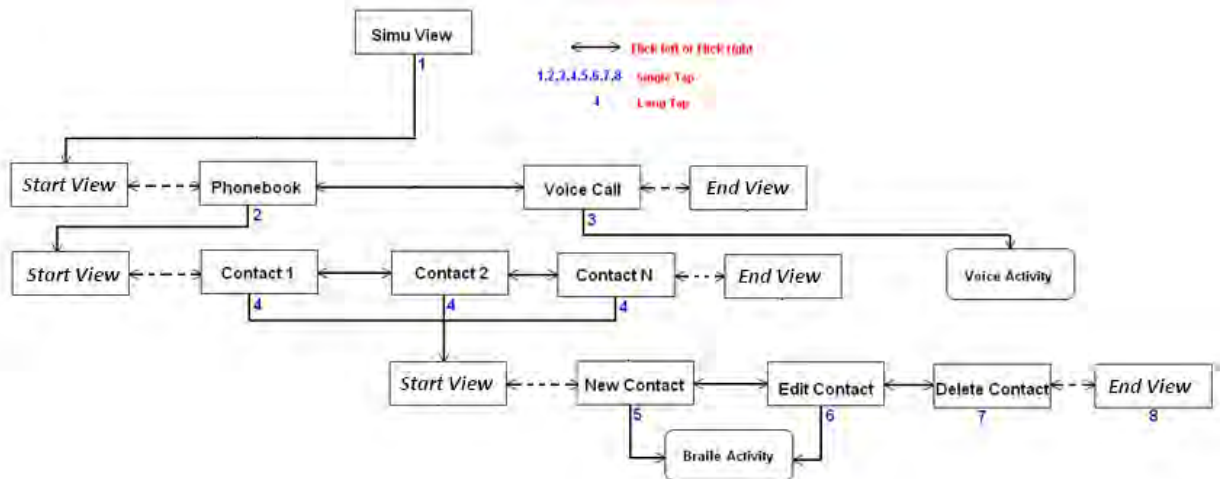 Simu View
1
Flick left or Flick right
1,2,3,4,5,6,7,8 Single Tap
4 Long Tap
Start View
Phonebook
Voice Call
End View
2
3
Start View
Contact 1
Contact 2
Contact N
End View
Voice Activity
4
4
4
Start View
New Contact
Edit Contact
Delete Contact
End View
5
6
7
8
Braile Activity